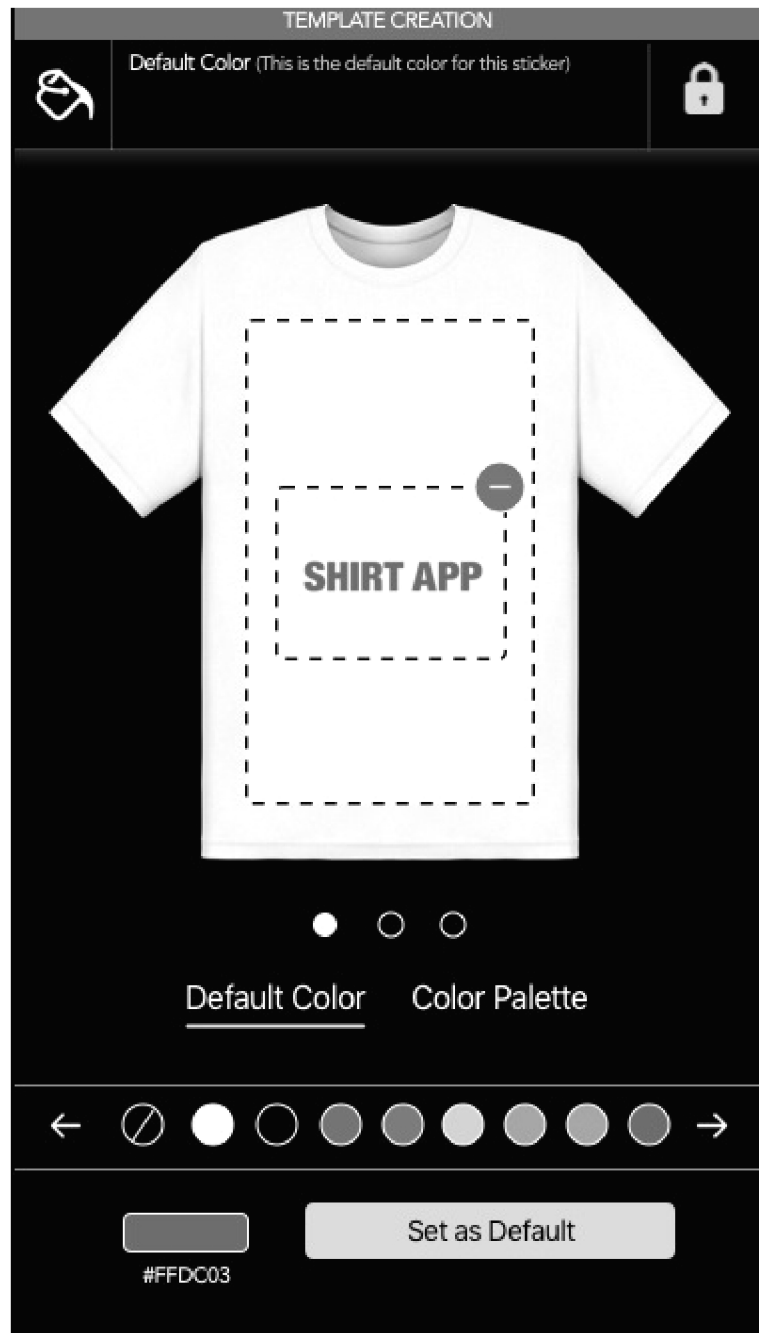 TEMPLATE CREATION
Default Color (This is the default color for this sticker)
SHIRT APP
Default Color Color Palette
Set as Default
#FFDC03